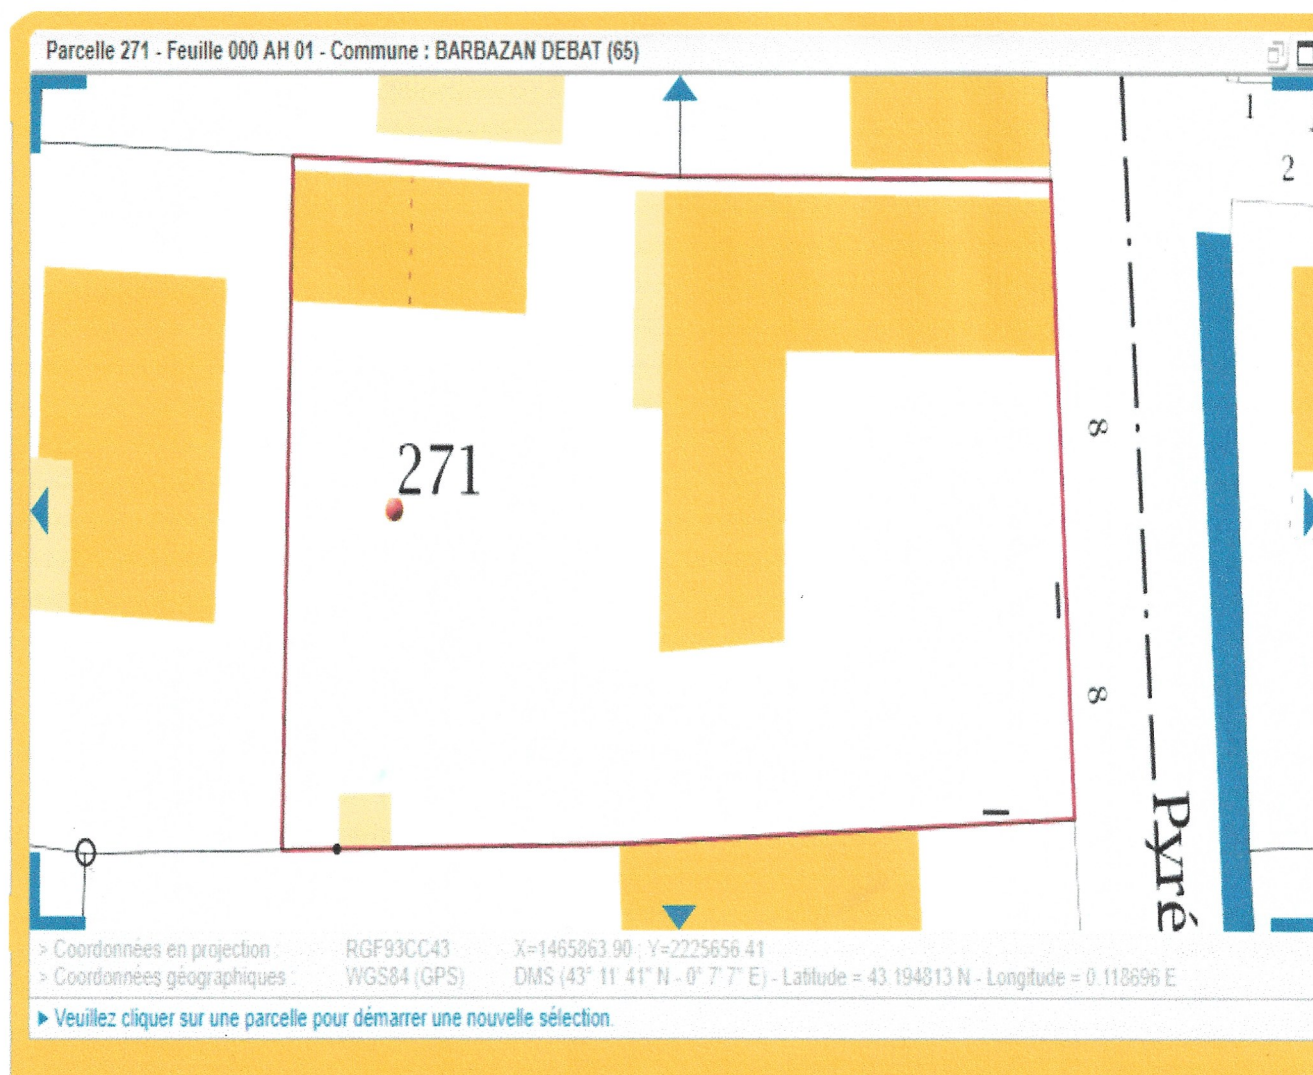 Parcelle 271 - Feuille 000 AH 01 - Commune : BARBAZAN DEBAT (65)
1
2
8
271
8
Pyré
> Coordonnées en projection : RGF93CC43 X=1465863.90 ; Y=2225656.41
> Coordonnées géographiques : WGS84 (GPS) DMS (43° 11' 41" N - 0° 7' 7" E) - Latitude = 43.194813 N - Longitude = 0.118696 E
Veuillez cliquer sur une parcelle pour démarrer une nouvelle sélection.